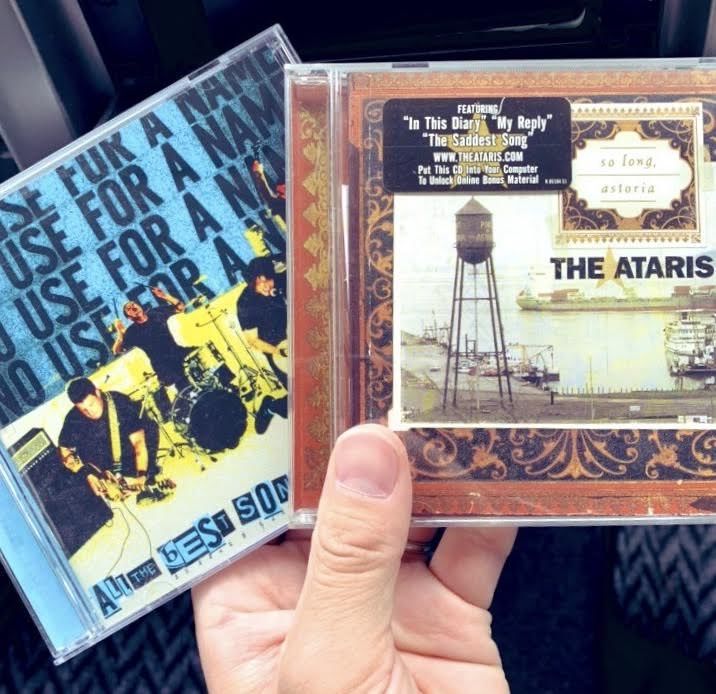 USE FOR A NAME
USE FOR A NAM
O USE FOR A NA
NO USE FOR A N
ALL THE BEST SON
FEATURING
"In This Diary" "My Reply"
"The Saddest Song"
WWW.THEATARIS.COM
Put This CD Into Your Computer
To Unlock Online Bonus Material
so long,
astoria
THE ATARIS